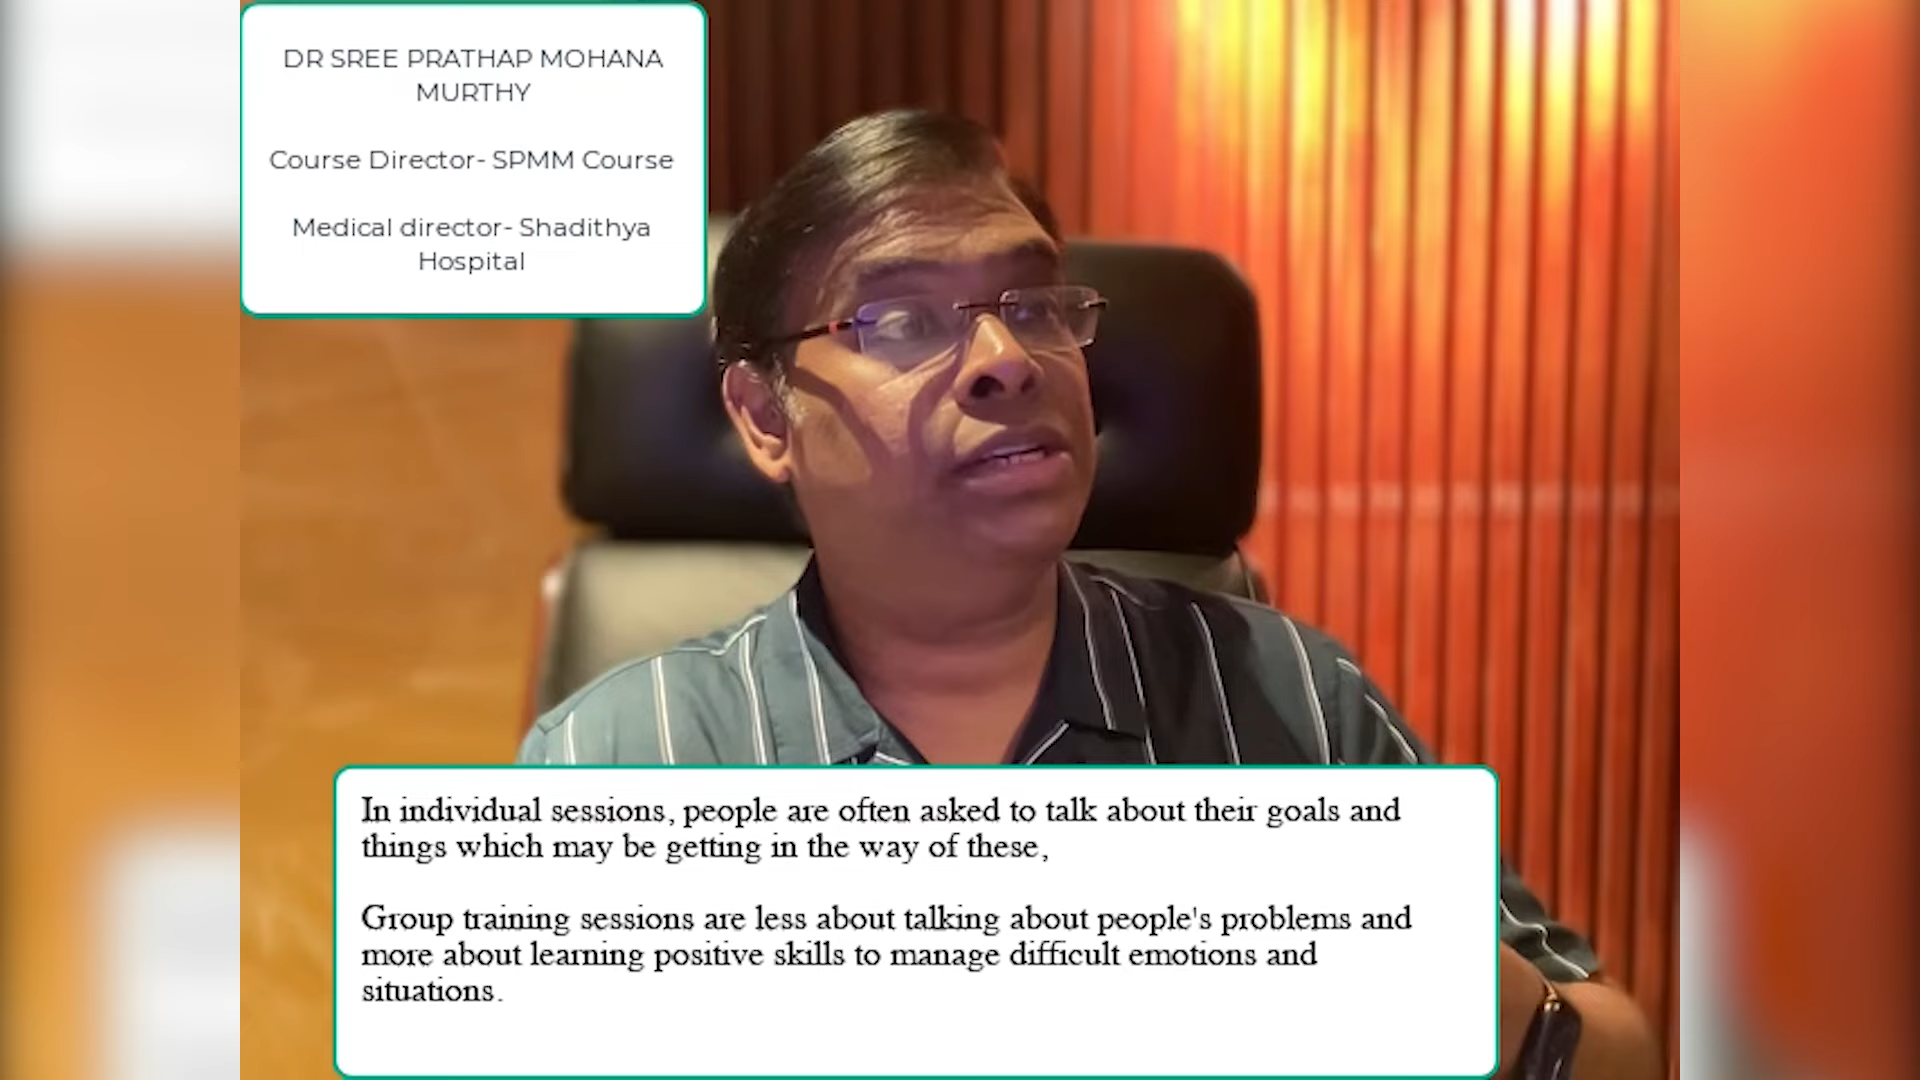 DR SREE PRATHAP MOHANA
MURTHY
Course Director- SPMM Course
Medical director- Shadithya
Hospital
In individual sessions, people are often asked to talk about their goals and
things which may be getting in the way of these,
Group training sessions are less about talking about people's problems and
more about learning positive skills to manage difficult emotions and
situations.